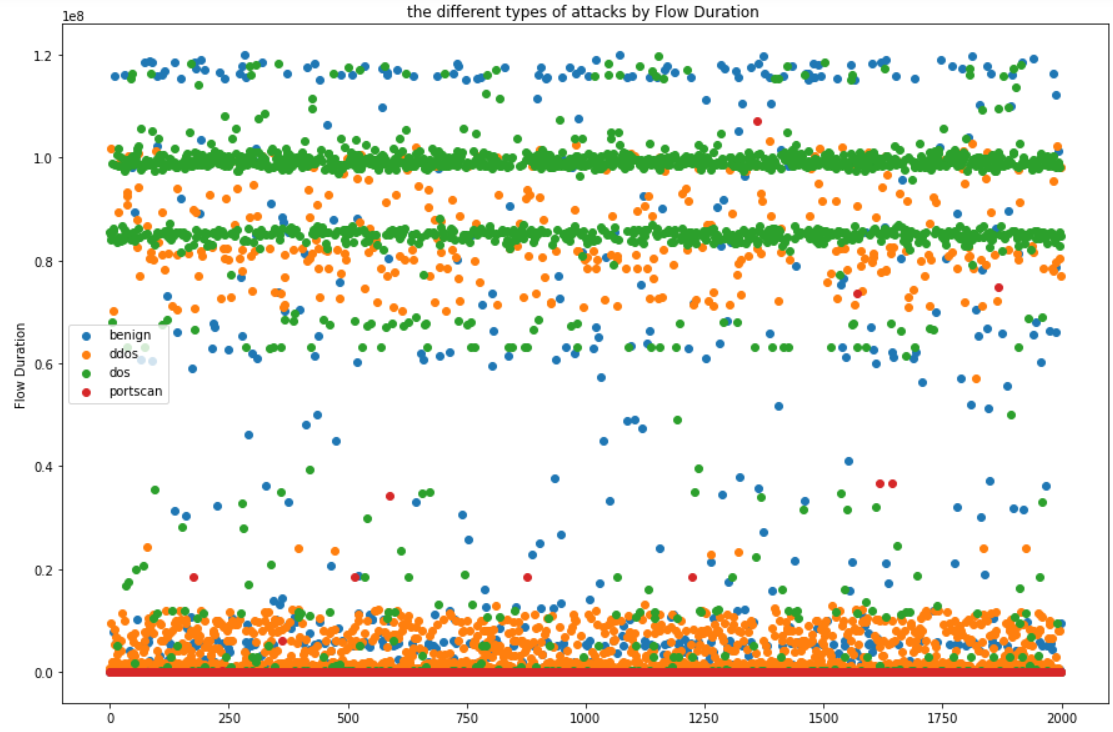 the different types of attacks by Flow Duration
1e8
1.2
1.0
0.8
0.6
0.4
0.2
0.0
Flow Duration
benign
ddos
dos
portscan
0 250 500 750 1000 1250 1500 1750 2000